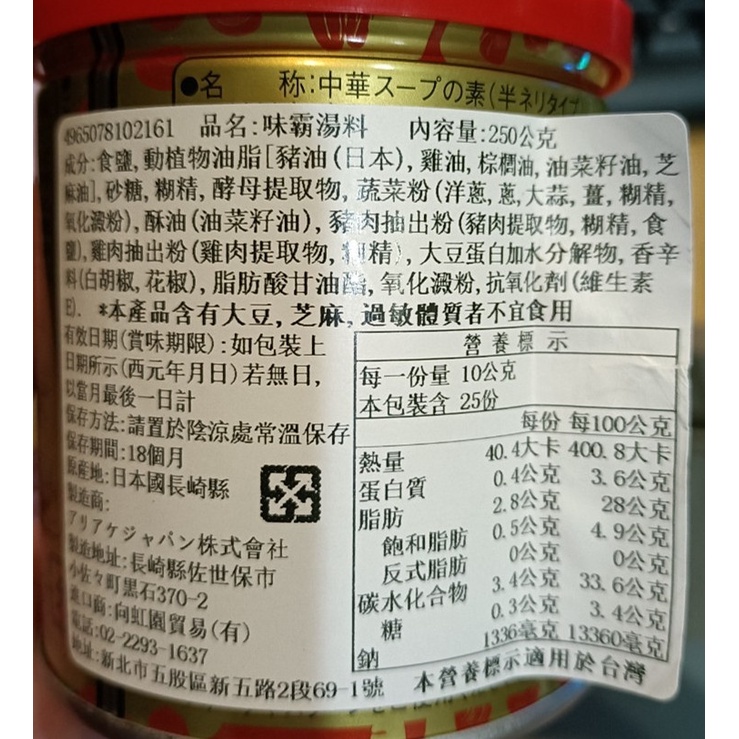 ●名　　称:中華スープの素(半ネリタイプ
4965078102161 品名:味霸湯料 內容量:250公克
成分:食鹽,動植物油脂[豬油(日本),雞油,棕櫚油,油菜籽油,芝
麻油],砂糖,糊精,酵母提取物,蔬菜粉(洋蔥,蔥,大蒜,薑,糊精,
氧化澱粉),酥油(油菜籽油),豬肉抽出粉(豬肉提取物,糊精,食
鹽),雞肉抽出粉(雞肉提取物,糊精),大豆蛋白加水分解物,香辛
料(白胡椒,花椒),脂肪酸甘油酯,氧化澱粉,抗氧化劑(維生素
E). *本產品含有大豆,芝麻,過敏體質者不宜食用
有效日期(賞味期限):如包裝上
日期所示(西元年月日)若無日,
以當月最後一日計
保存方法:請置於陰涼處常溫保存
保存期間:18個月
原產地:日本國長崎縣
製造商:
アリアケジャパン株式會社
製造地址:長崎縣佐世保市
小佐々町黒石370-2
進口商:向虹園貿易(有)
電話:02-2293-1637
地址:新北市五股區新五路2段69-1號
營養標示
每一份量 10公克
本包裝含 25份
每份 每100公克
熱量 40.4大卡 400.8大卡
蛋白質 0.4公克 3.6公克
脂肪 2.8公克 28公克
飽和脂肪 0.5公克 4.9公克
反式脂肪 0公克 0公克
碳水化合物 3.4公克 33.6公克
糖 0.3公克 3.4公克
鈉 1336毫克 13360毫克
本營養標示適用於台灣